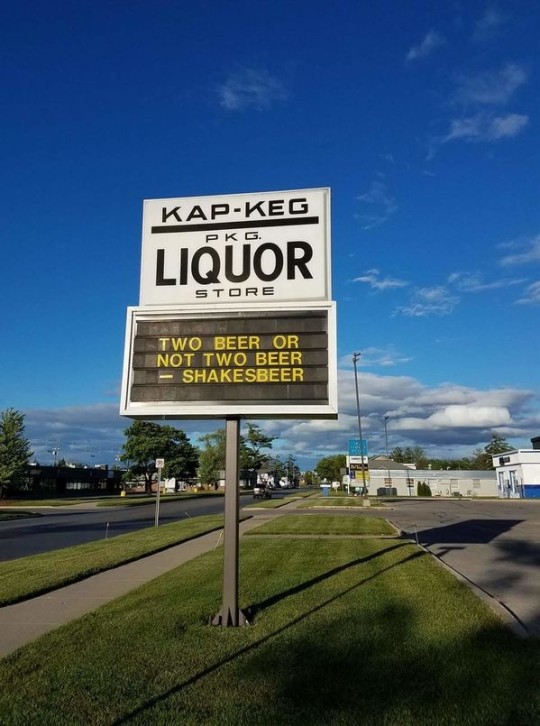 KAP-KEG
PKG.
LIQUOR
STORE
TWO BEER OR
NOT TWO BEER
— SHAKESBEER